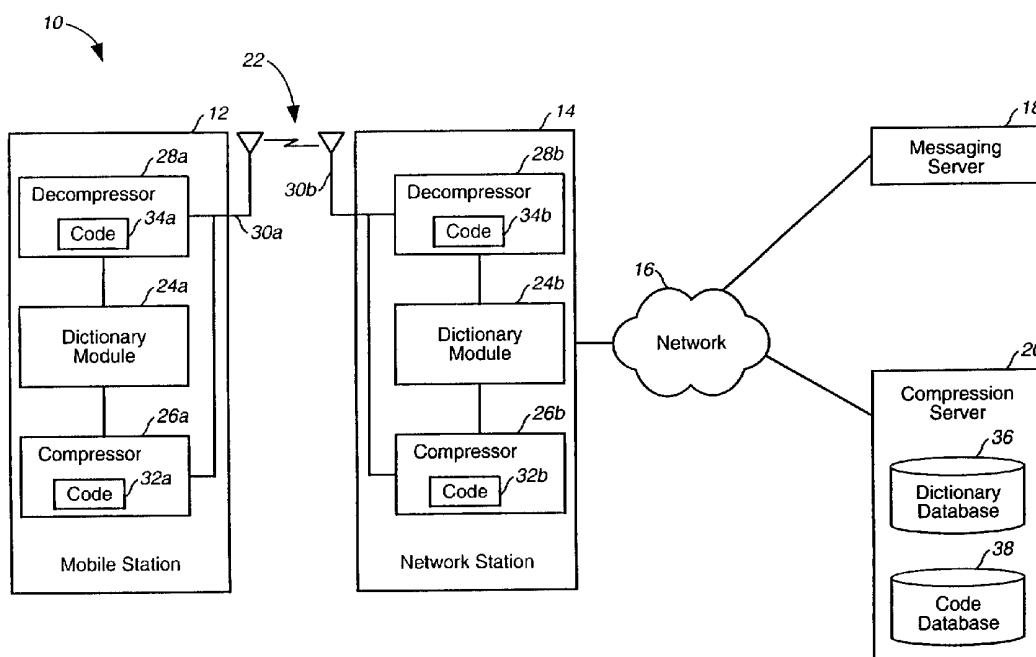 10
22
12
14
18
28a
28b
Messaging
Server
Decompressor
30b
Decompressor
34a
34b
Code
30a
Code
24a
16
24b
Dictionary
Module
Dictionary
Module
Network
20
26a
26b
Compression
Server
Compressor
Compressor
36
32a
32b
Code
Code
Dictionary
Database
Mobile Station
Network Station
38
Code
Database